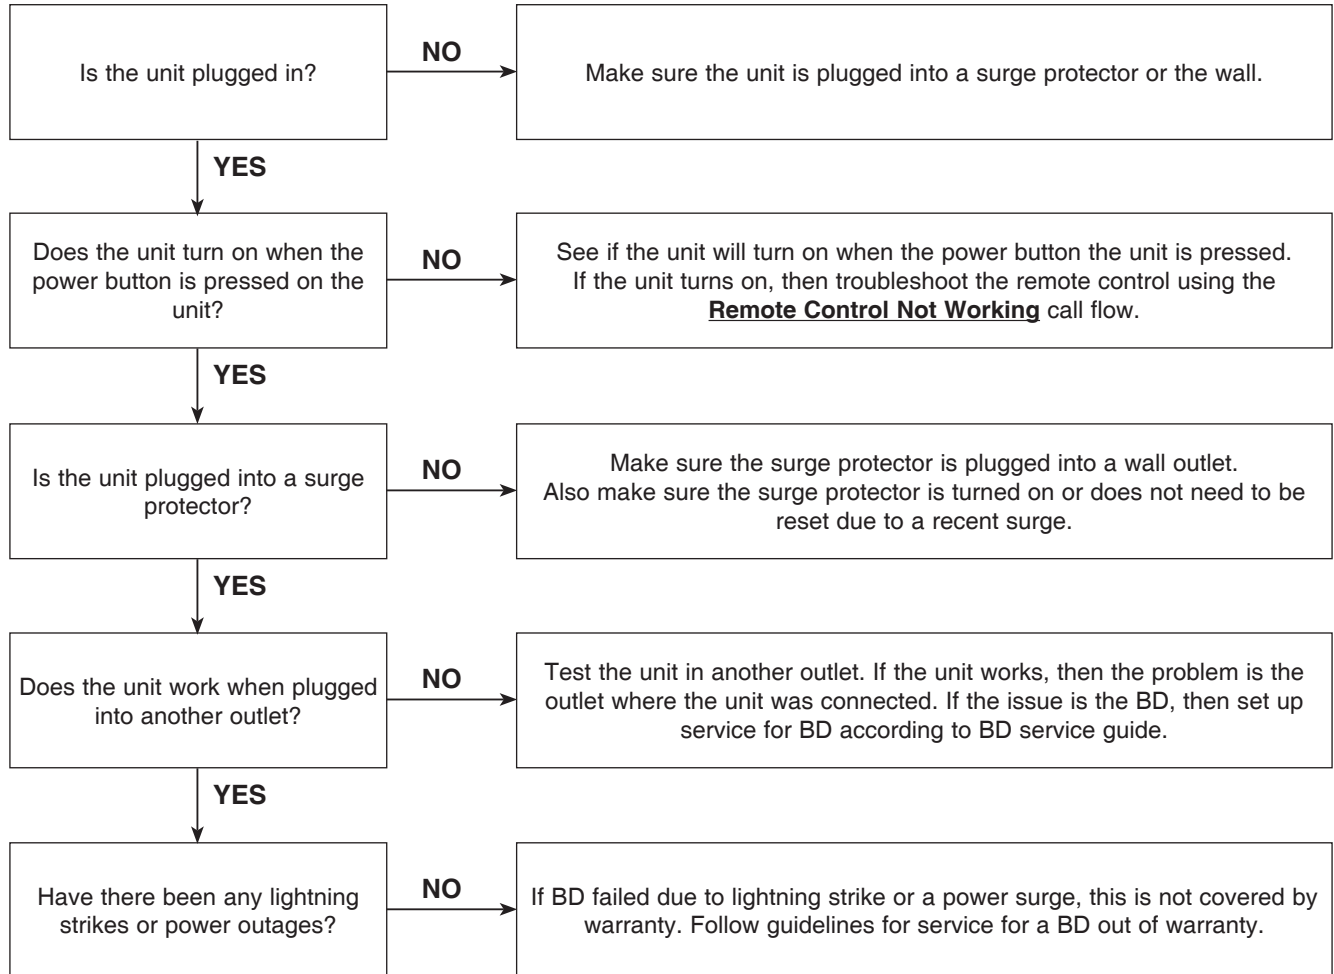 Is the unit plugged in?
NO
Make sure the unit is plugged into a surge protector or the wall.
YES
Does the unit turn on when the
power button is pressed on the
unit?
NO
See if the unit will turn on when the power button the unit is pressed.
If the unit turns on, then troubleshoot the remote control using the
Remote Control Not Working call flow.
YES
Is the unit plugged into a surge
protector?
NO
Make sure the surge protector is plugged into a wall outlet.
Also make sure the surge protector is turned on or does not need to be
reset due to a recent surge.
YES
Does the unit work when plugged
into another outlet?
NO
Test the unit in another outlet. If the unit works, then the problem is the
outlet where the unit was connected. If the issue is the BD, then set up
service for BD according to BD service guide.
YES
Have there been any lightning
strikes or power outages?
NO
If BD failed due to lightning strike or a power surge, this is not covered by
warranty. Follow guidelines for service for a BD out of warranty.